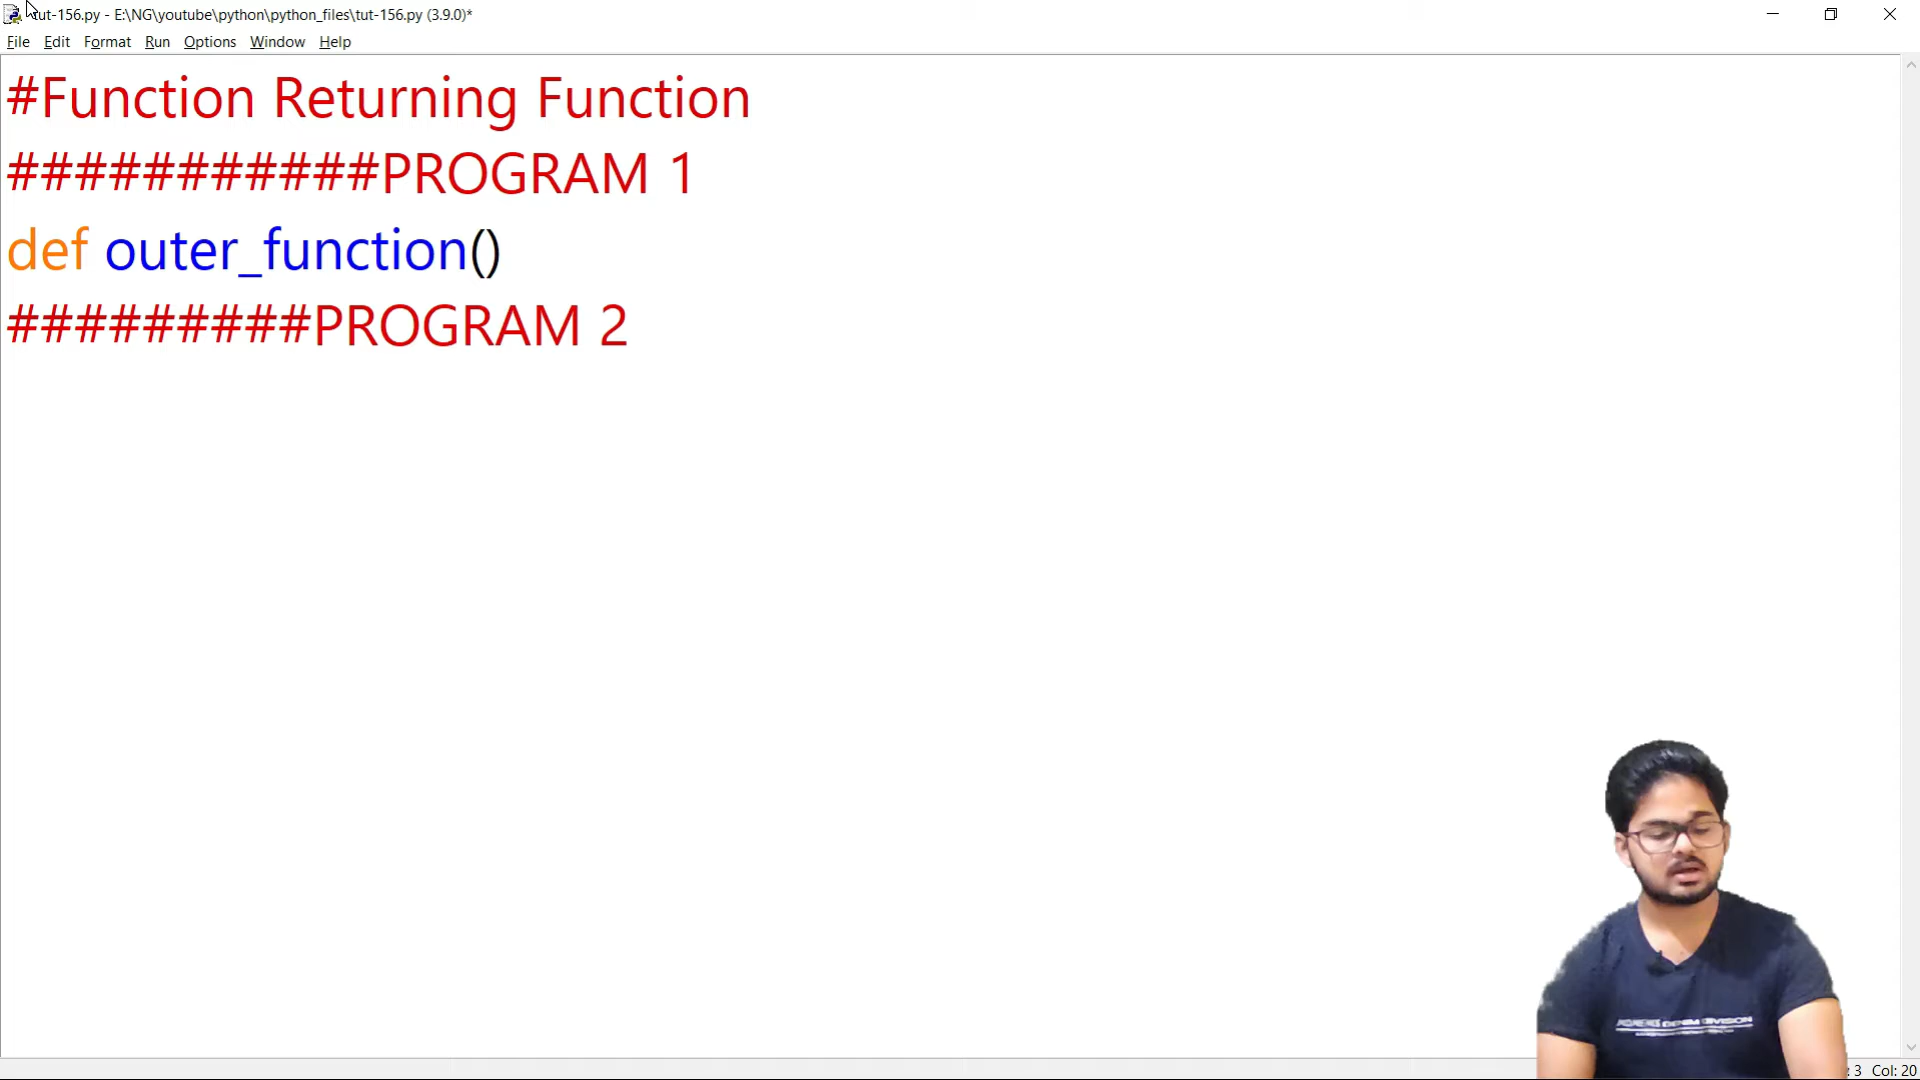 tut-156.py - E:\NG\youtube\python\python_files\tut-156.py (3.9.0)*
File Edit Format Run Options Window Help
#Function Returning Function
###########PROGRAM 1
def outer_function()
#########PROGRAM 2
: 3 Col: 20